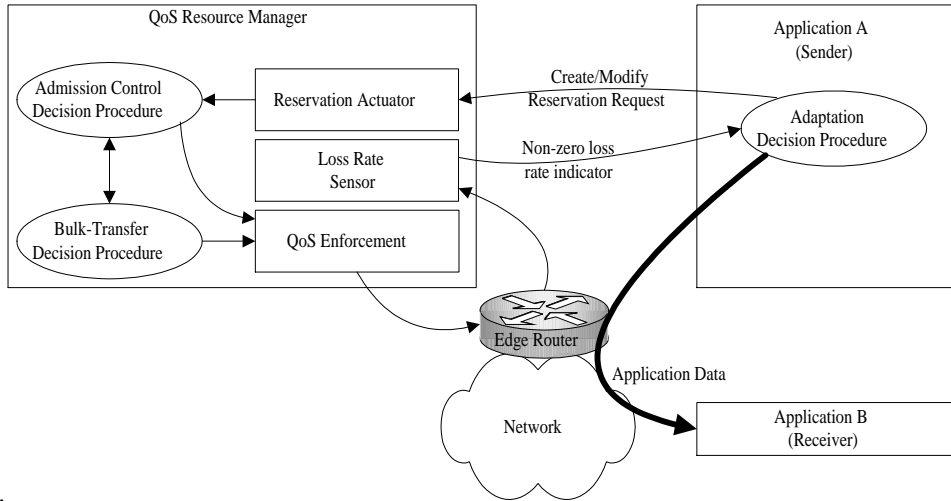 QoS Resource Manager
Application A
(Sender)
Admission Control
Decision Procedure
Reservation Actuator
Create/Modify
Reservation Request
Adaptation
Decision Procedure
Loss Rate
Sensor
Non-zero loss
rate indicator
Bulk-Transfer
Decision Procedure
QoS Enforcement
Edge Router
Application Data
Network
Application B
(Receiver)
.